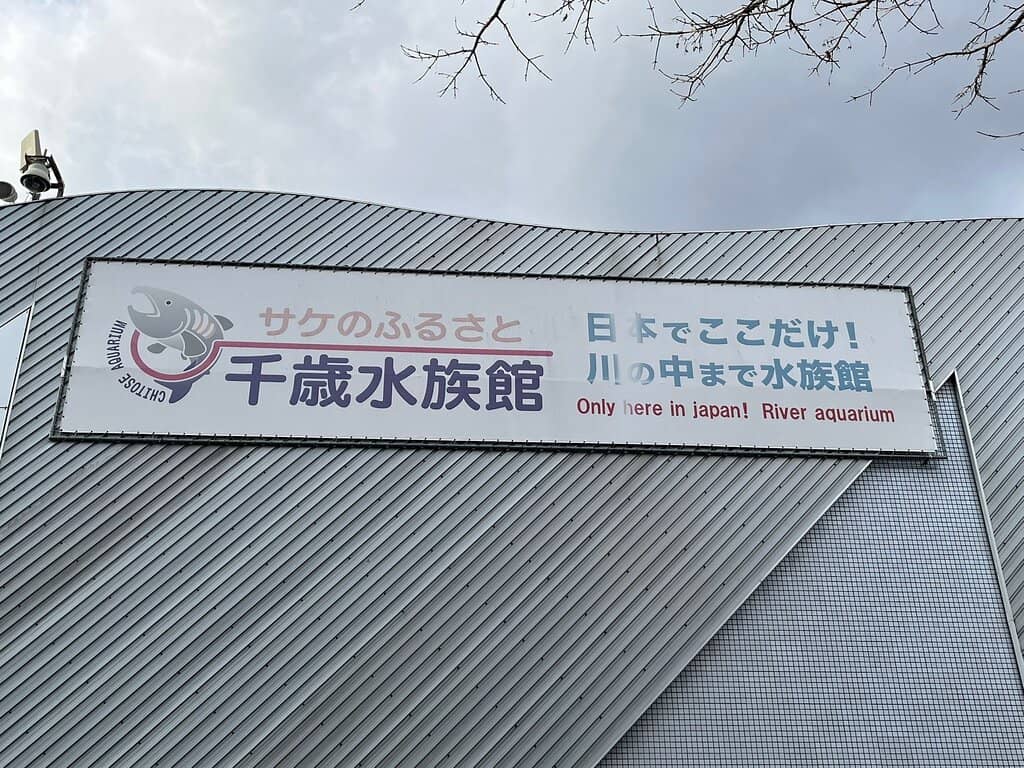 CHITOSE AQUARIUM
サケのふるさと
千歳水族館
日本でここだけ!
川の中まで水族館
Only here in japan! River aquarium